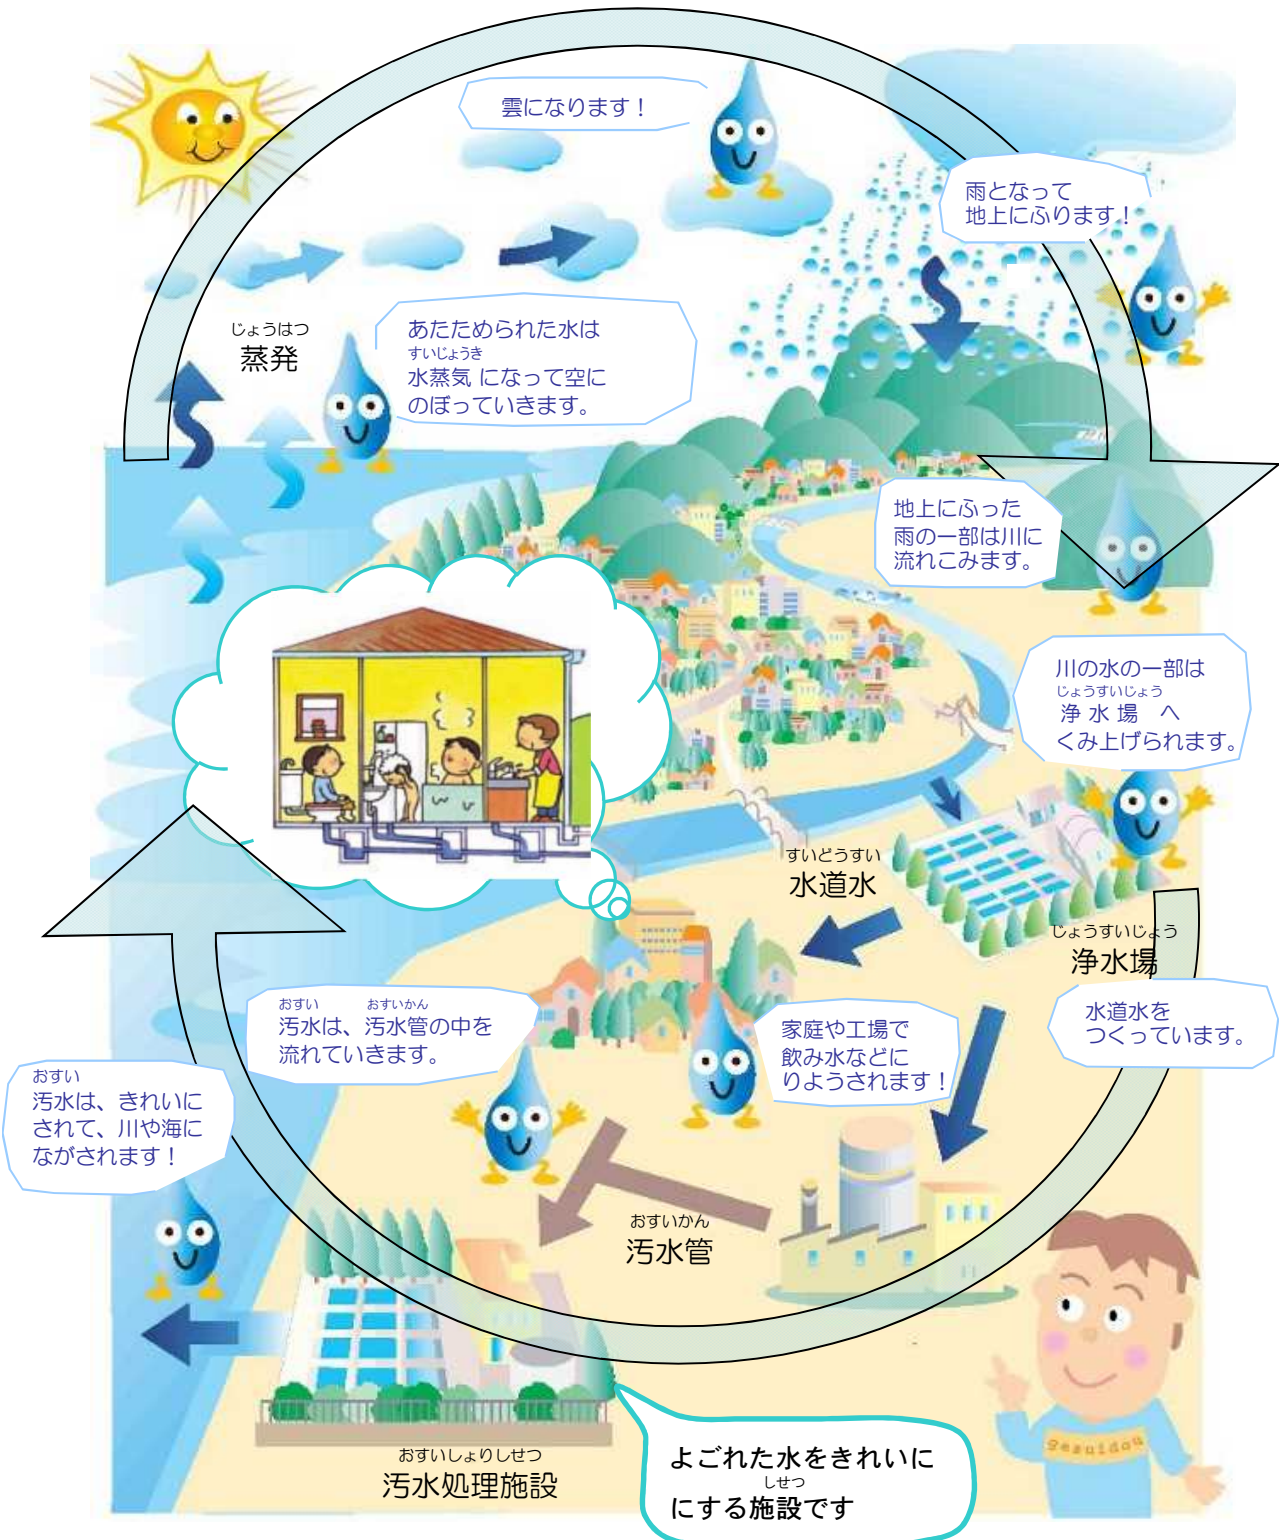 雲になります！
雨となって
地上にふります！
じょうはつ
蒸発
あたためられた水は
すいじょうき
水蒸気 になって空に
のぼっていきます。
地上にふった
雨の一部は川に
流れこみます。
川の水の一部は
じょうすいじょう
浄 水 場　へ
くみ上げられます。
すいどうすい
水道水
じょうすいじょう
浄水場
水道水を
つくっています。
家庭や工場で
飲み水などに
りようされます！
おすい　おすいかん
汚水は、汚水管の中を
流れていきます。
おすい
汚水は、きれいに
されて、川や海に
ながされます！
おすいかん
汚水管
おすいしょりしせつ
汚水処理施設
よごれた水をきれいに
しせつ
にする施設です
gesuidou